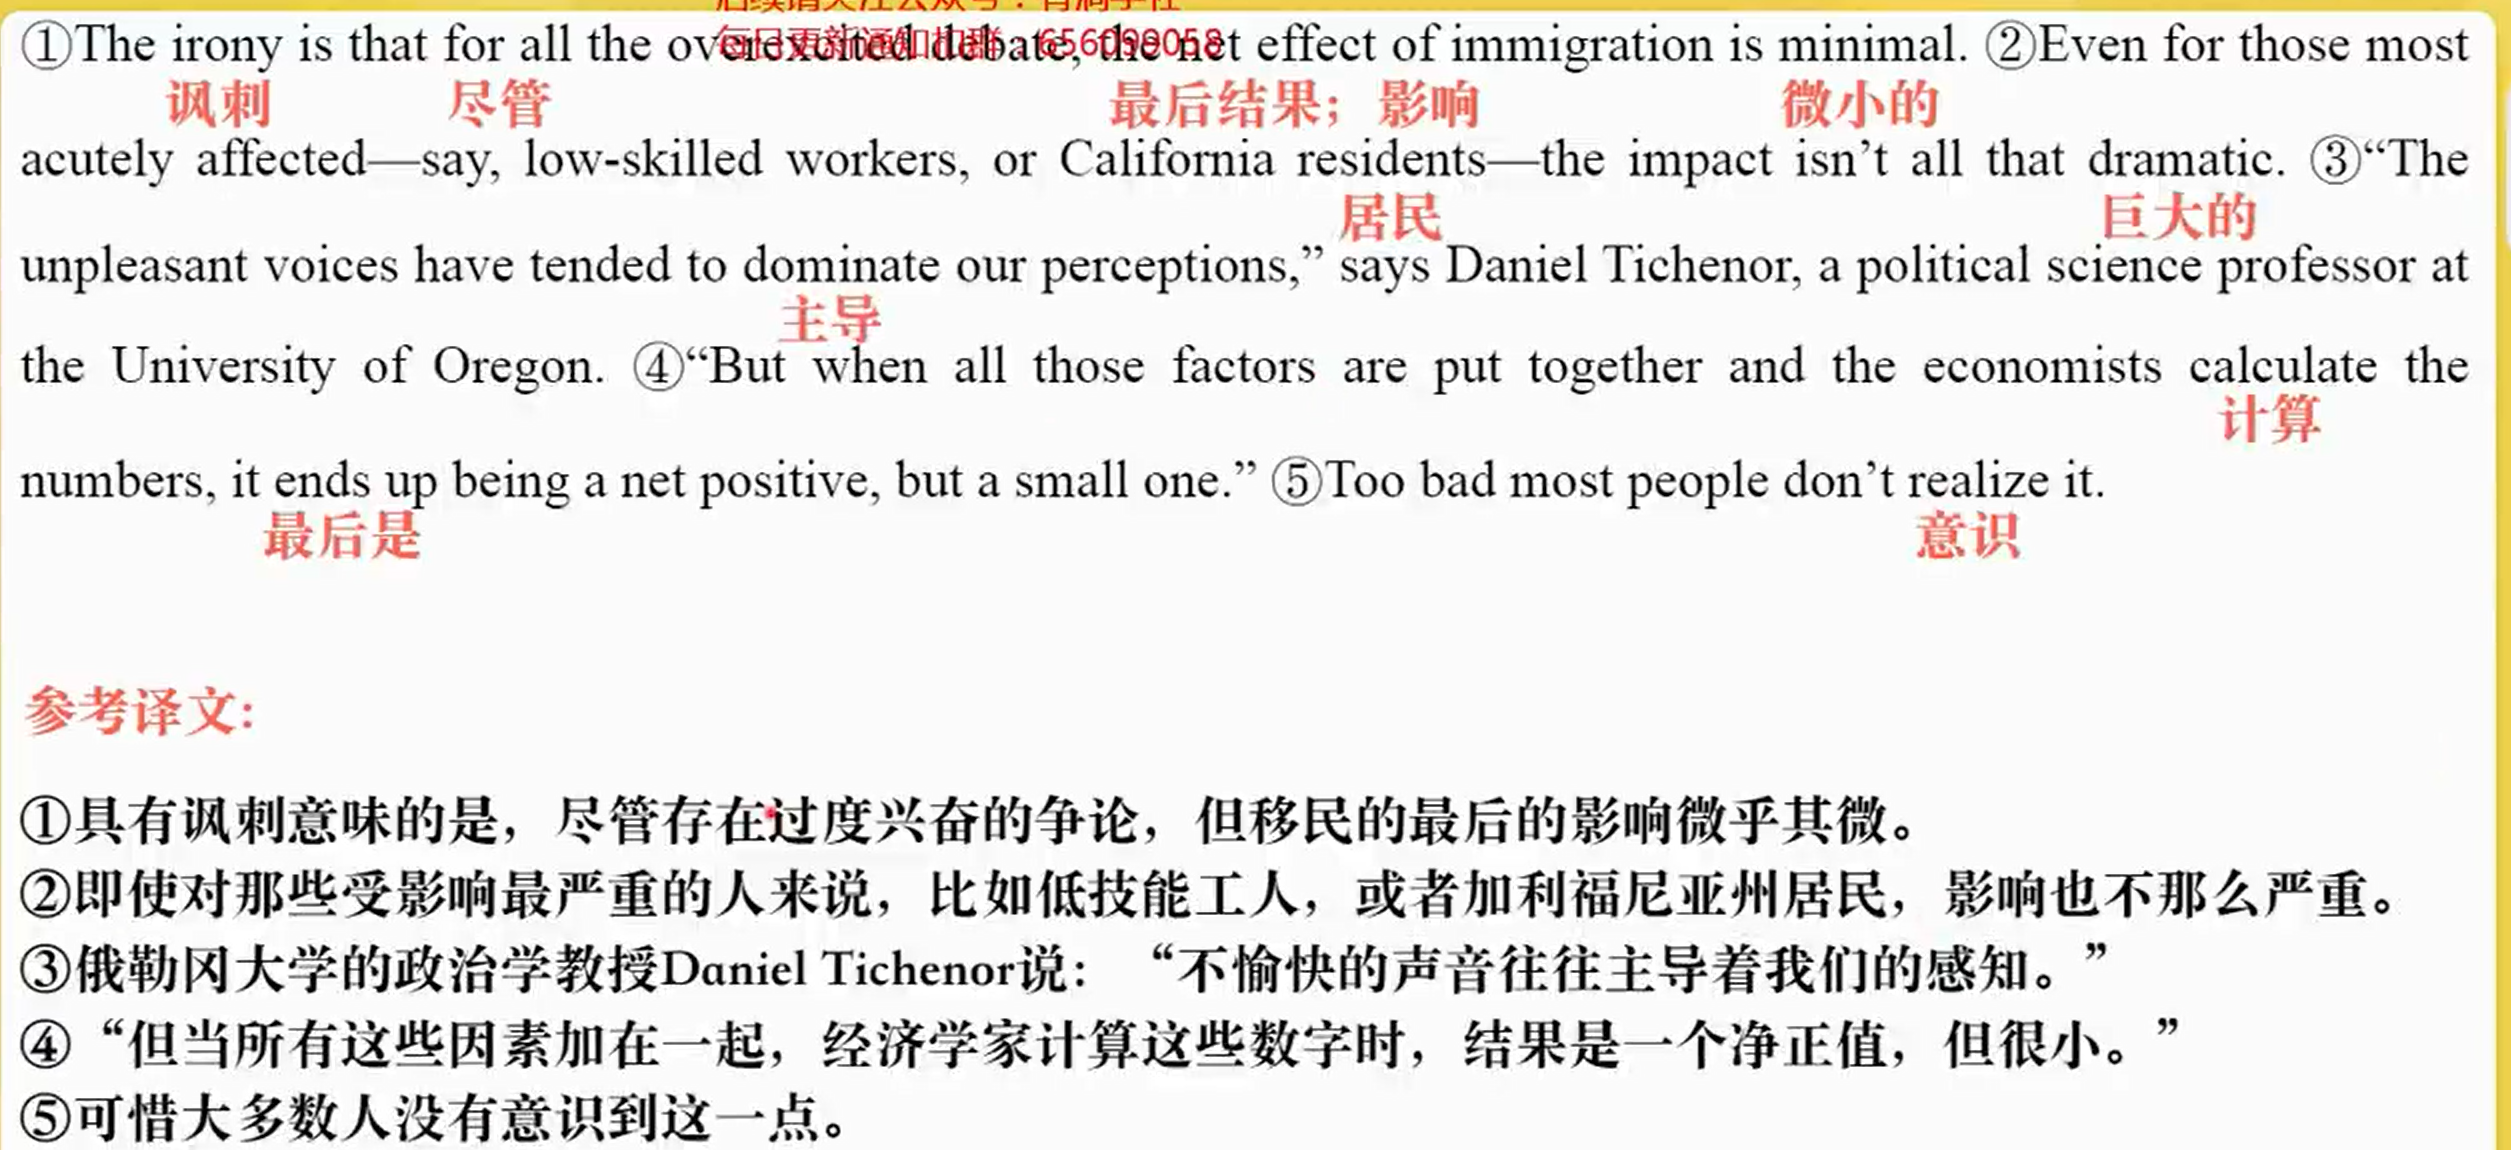 ①The irony is that for all the overexcited debate, the net effect of immigration is minimal. ②Even for those most
讽刺 尽管 最后结果；影响 微小的
acutely affected—say, low-skilled workers, or California residents—the impact isn’t all that dramatic. ③“The
居民 巨大的
unpleasant voices have tended to dominate our perceptions,” says Daniel Tichenor, a political science professor at
主导
the University of Oregon. ④“But when all those factors are put together and the economists calculate the
计算
numbers, it ends up being a net positive, but a small one.” ⑤Too bad most people don’t realize it.
最后是 意识
参考译文:
①具有讽刺意味的是，尽管存在过度兴奋的争论，但移民的最后的影响微乎其微。
②即使对那些受影响最严重的人来说，比如低技能工人，或者加利福尼亚州居民，影响也不那么严重。
③俄勒冈大学的政治学教授Daniel Tichenor说：“不愉快的声音往往主导着我们的感知。”
④“但当所有这些因素加在一起，经济学家计算这些数字时，结果是一个净正值，但很小。”
⑤可惜大多数人没有意识到这一点。